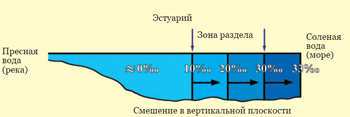 Эстуарий
Зона раздела
Пресная
вода
(река)
Соленая
вода
(море)
≈ 0‰
10‰
20‰
30‰
35‰
Смешение в вертикальной плоскости